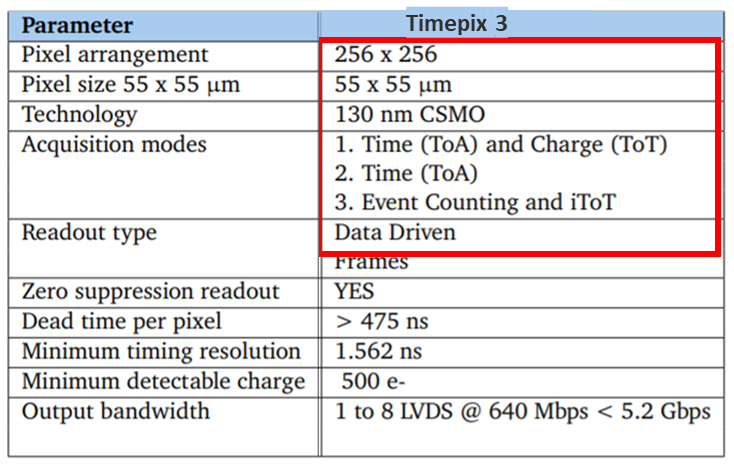 Parameter Timepix 3
Pixel arrangement 256 x 256
Pixel size 55 x 55 μm 55 x 55 μm
Technology 130 nm CSMO
Acquisition modes 1. Time (ToA) and Charge (ToT)
2. Time (ToA)
3. Event Counting and iToT
Readout type Data Driven
Frames
Zero suppression readout YES
Dead time per pixel > 475 ns
Minimum timing resolution 1.562 ns
Minimum detectable charge 500 e-
Output bandwidth 1 to 8 LVDS @ 640 Mbps < 5.2 Gbps